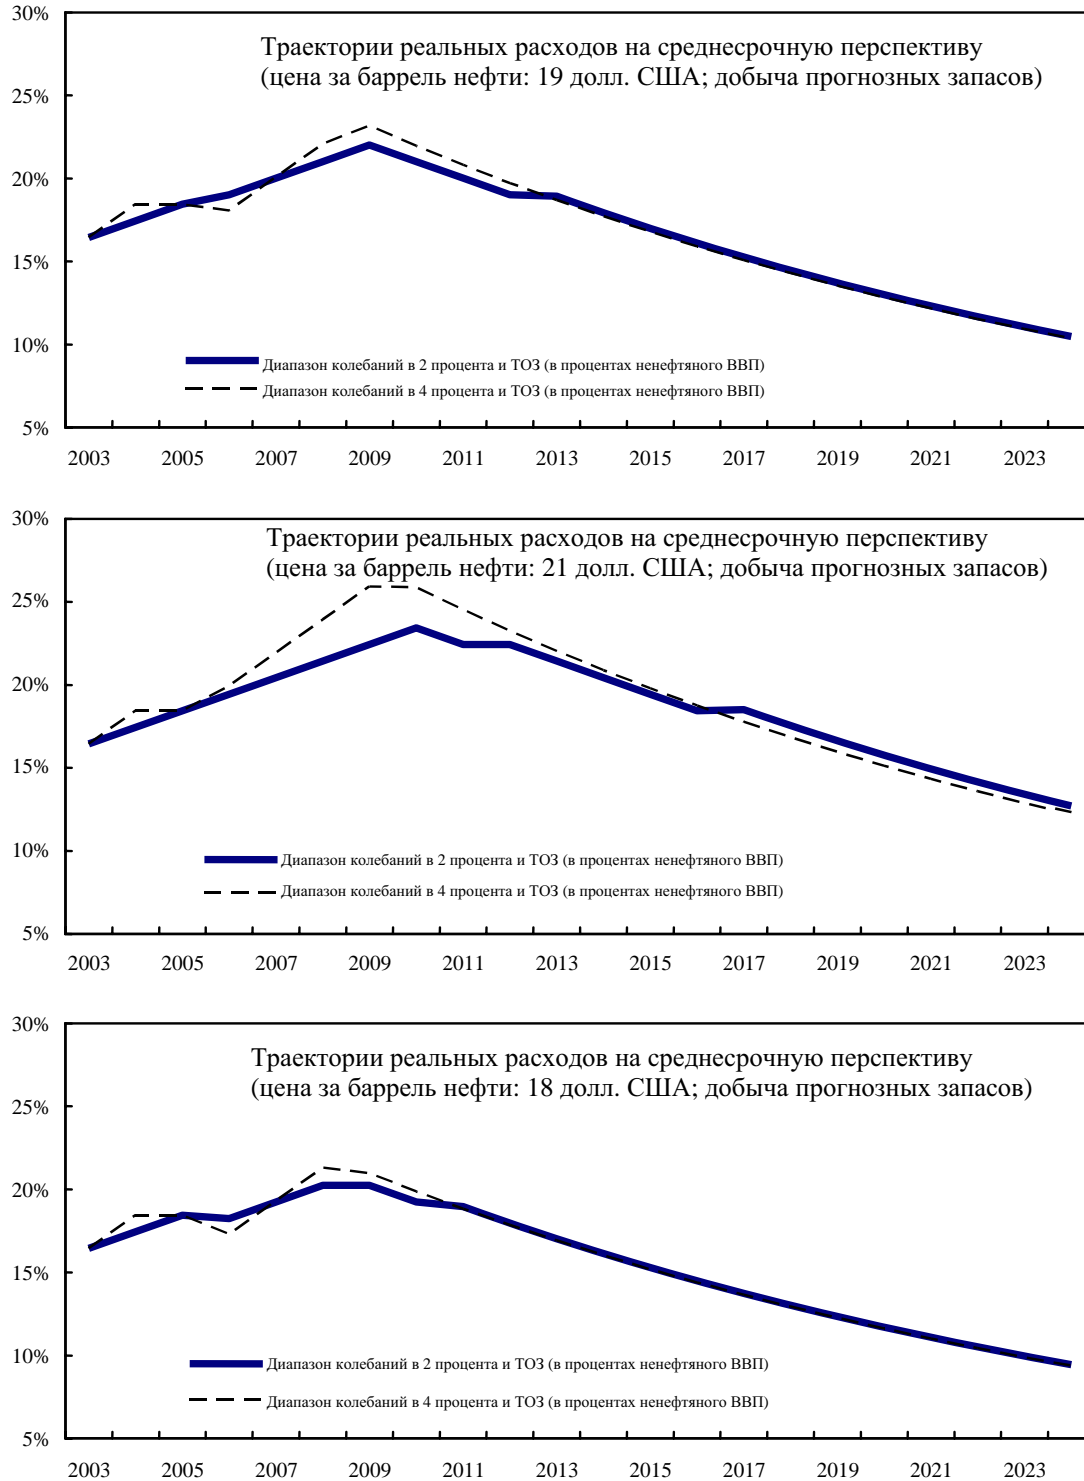 30%
Траектории реальных расходов на среднесрочную перспективу
(цена за баррель нефти: 19 долл. США; добыча прогнозных запасов)
25%
20%
15%
10%
Диапазон колебаний в 2 процента и ТОЗ (в процентах ненефтяного ВВП)
Диапазон колебаний в 4 процента и ТОЗ (в процентах ненефтяного ВВП)
5%
2003 2005 2007 2009 2011 2013 2015 2017 2019 2021 2023
30%
Траектории реальных расходов на среднесрочную перспективу
(цена за баррель нефти: 21 долл. США; добыча прогнозных запасов)
25%
20%
15%
10%
Диапазон колебаний в 2 процента и ТОЗ (в процентах ненефтяного ВВП)
Диапазон колебаний в 4 процента и ТОЗ (в процентах ненефтяного ВВП)
5%
2003 2005 2007 2009 2011 2013 2015 2017 2019 2021 2023
30%
Траектории реальных расходов на среднесрочную перспективу
(цена за баррель нефти: 18 долл. США; добыча прогнозных запасов)
25%
20%
15%
10%
Диапазон колебаний в 2 процента и ТОЗ (в процентах ненефтяного ВВП)
Диапазон колебаний в 4 процента и ТОЗ (в процентах ненефтяного ВВП)
5%
2003 2005 2007 2009 2011 2013 2015 2017 2019 2021 2023